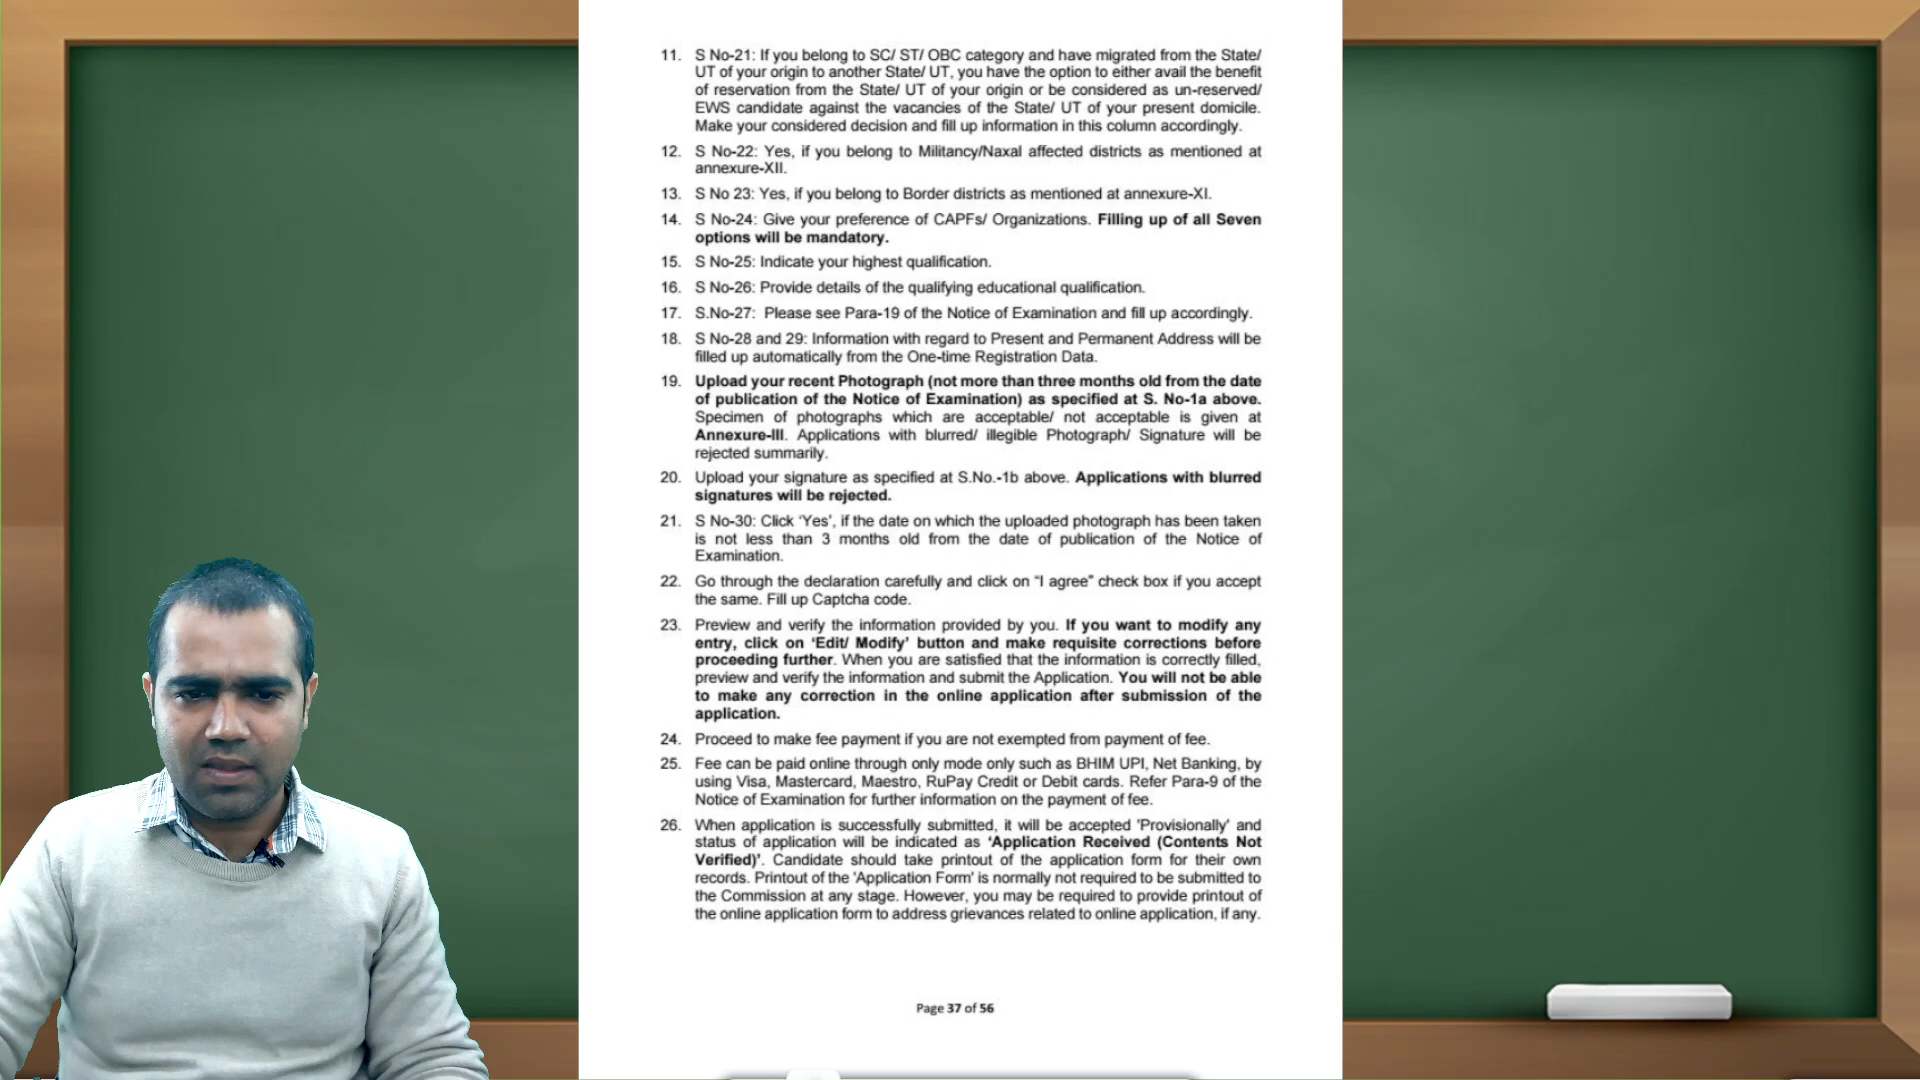 11. S No-21: If you belong to SC/ ST/ OBC category and have migrated from the State/
UT of your origin to another State/ UT, you have the option to either avail the benefit
of reservation from the State/ UT of your origin or be considered as un-reserved/
EWS candidate against the vacancies of the State/ UT of your present domicile.
Make your considered decision and fill up information in this column accordingly.
12. S No-22: Yes, if you belong to Militancy/Naxal affected districts as mentioned at
annexure-XII.
13. S No 23: Yes, if you belong to Border districts as mentioned at annexure-XI.
14. S No-24: Give your preference of CAPFs/ Organizations. Filling up of all Seven
options will be mandatory.
15. S No-25: Indicate your highest qualification.
16. S No-26: Provide details of the qualifying educational qualification.
17. S.No-27: Please see Para-19 of the Notice of Examination and fill up accordingly.
18. S No-28 and 29: Information with regard to Present and Permanent Address will be
filled up automatically from the One-time Registration Data.
19. Upload your recent Photograph (not more than three months old from the date
of publication of the Notice of Examination) as specified at S. No-1a above.
Specimen of photographs which are acceptable/ not acceptable is given at
Annexure-III. Applications with blurred/ illegible Photograph/ Signature will be
rejected summarily.
20. Upload your signature as specified at S.No.-1b above. Applications with blurred
signatures will be rejected.
21. S No-30: Click ‘Yes’, if the date on which the uploaded photograph has been taken
is not less than 3 months old from the date of publication of the Notice of
Examination.
22. Go through the declaration carefully and click on “I agree” check box if you accept
the same. Fill up Captcha code.
23. Preview and verify the information provided by you. If you want to modify any
entry, click on ‘Edit/ Modify’ button and make requisite corrections before
proceeding further. When you are satisfied that the information is correctly filled,
preview and verify the information and submit the Application. You will not be able
to make any correction in the online application after submission of the
application.
24. Proceed to make fee payment if you are not exempted from payment of fee.
25. Fee can be paid online through only mode only such as BHIM UPI, Net Banking, by
using Visa, Mastercard, Maestro, RuPay Credit or Debit cards. Refer Para-9 of the
Notice of Examination for further information on the payment of fee.
26. When application is successfully submitted, it will be accepted 'Provisionally' and
status of application will be indicated as ‘Application Received (Contents Not
Verified)’. Candidate should take printout of the application form for their own
records. Printout of the 'Application Form' is normally not required to be submitted to
the Commission at any stage. However, you may be required to provide printout of
the online application form to address grievances related to online application, if any.
Page 37 of 56